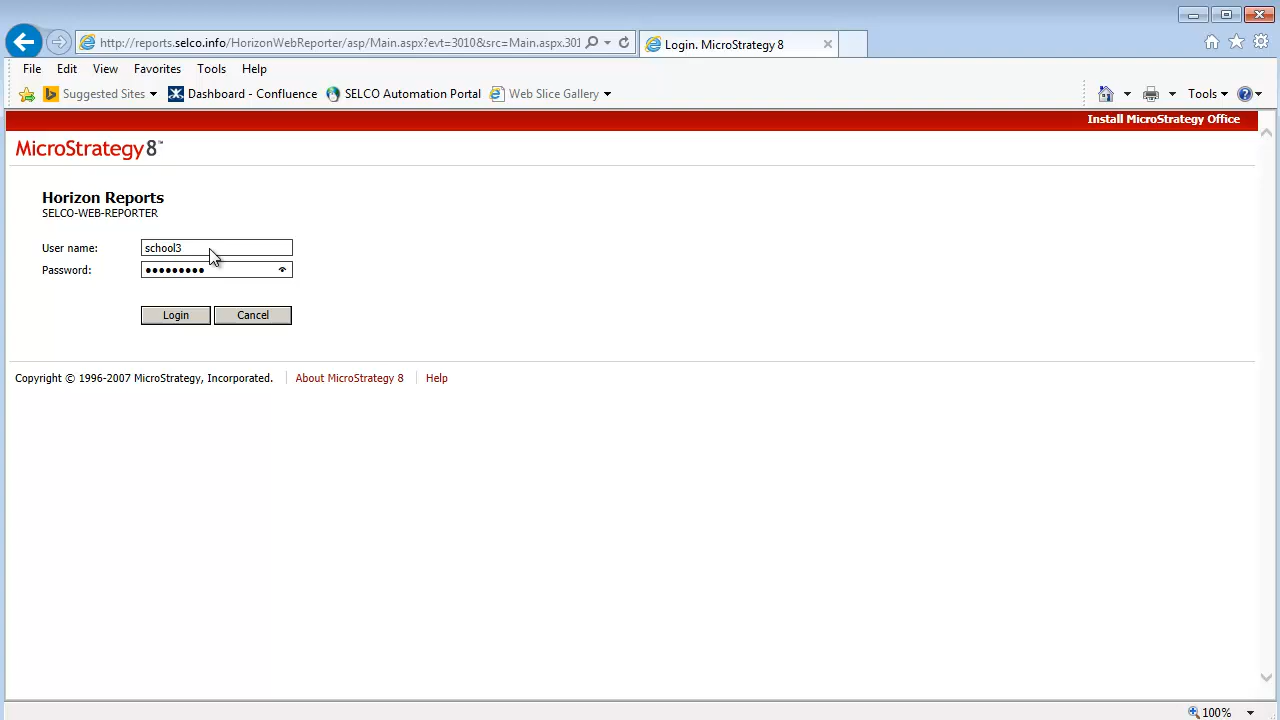 http://reports.selco.info/HorizonWebReporter/asp/Main.aspx?evt=3010&src=Main.aspx.301
Login. MicroStrategy 8
File Edit View Favorites Tools Help
Suggested Sites
Dashboard - Confluence
SELCO Automation Portal
Web Slice Gallery
Tools
Install MicroStrategy Office
MicroStrategy 8™
Horizon Reports
SELCO-WEB-REPORTER
User name: school3
Password: •••••••••
Login Cancel
Copyright © 1996-2007 MicroStrategy, Incorporated. About MicroStrategy 8 Help
100%